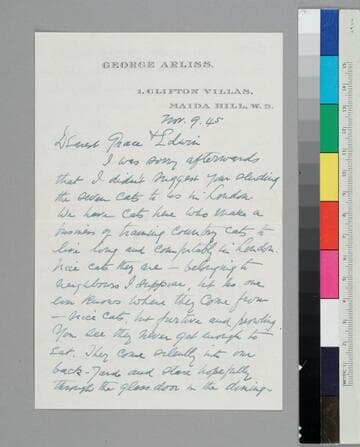 GEORGE ARLISS.
1, CLIFTON VILLAS,
MAIDA HILL, W. 9.
Nov. 9. 45
Dearest Grace & Edwin
I was sorry afterwards
that I didn't suggest your sending
the seven cats to us in London
We have cats here who make a
business of training country cats to
live long and comfortably in London.
Nice cats they are – belonging to
neighbours I suppose, but no one
ever knows where they come from
– nice cats, but furtive and prowling
You see they never get enough to
eat. They come silently into our
back-yard and stare hopefully
through the glass door in the dining-